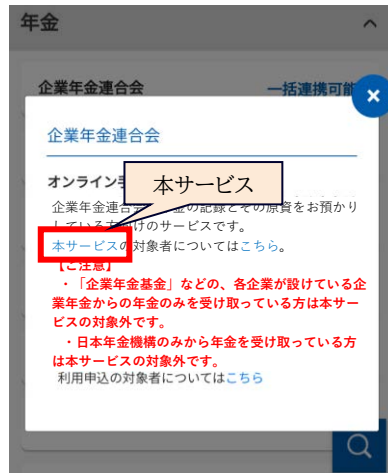 年金
企業年金連合会
一括連携可能
企業年金連合会
オンライン
本サービス
企業年金連合会 の記録とその原資をお預かり
している方向けのサービスです。
本サービスの対象者についてはこちら。
【ご注意】
・「企業年金基金」などの、各企業が設けている企
業年金からの年金のみを受け取っている方は本サー
ビスの対象外です。
・日本年金機構のみから年金を受け取っている方
は本サービスの対象外です。
利用申込の対象者についてはこちら